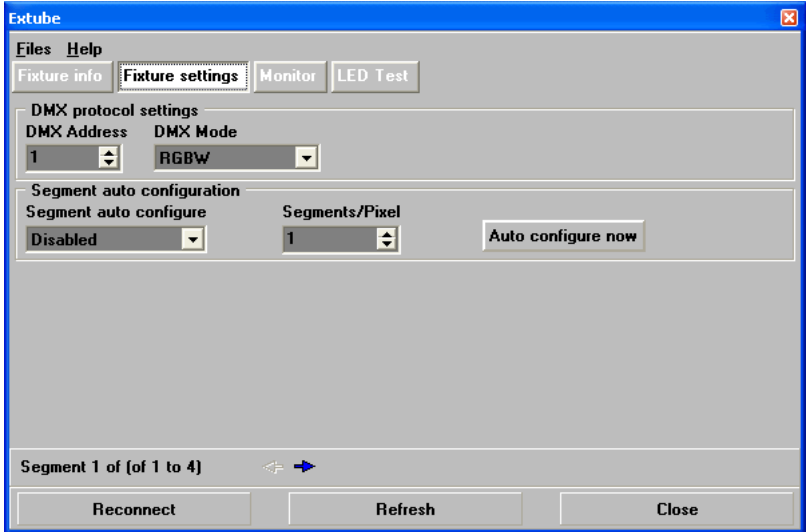 Extube
Files Help
Fixture info Fixture settings Monitor LED Test
DMX protocol settings
DMX Address DMX Mode
1 RGBW
Segment auto configuration
Segment auto configure Segments/Pixel
Disabled 1 Auto configure now
Segment 1 of (of 1 to 4)
Reconnect Refresh Close